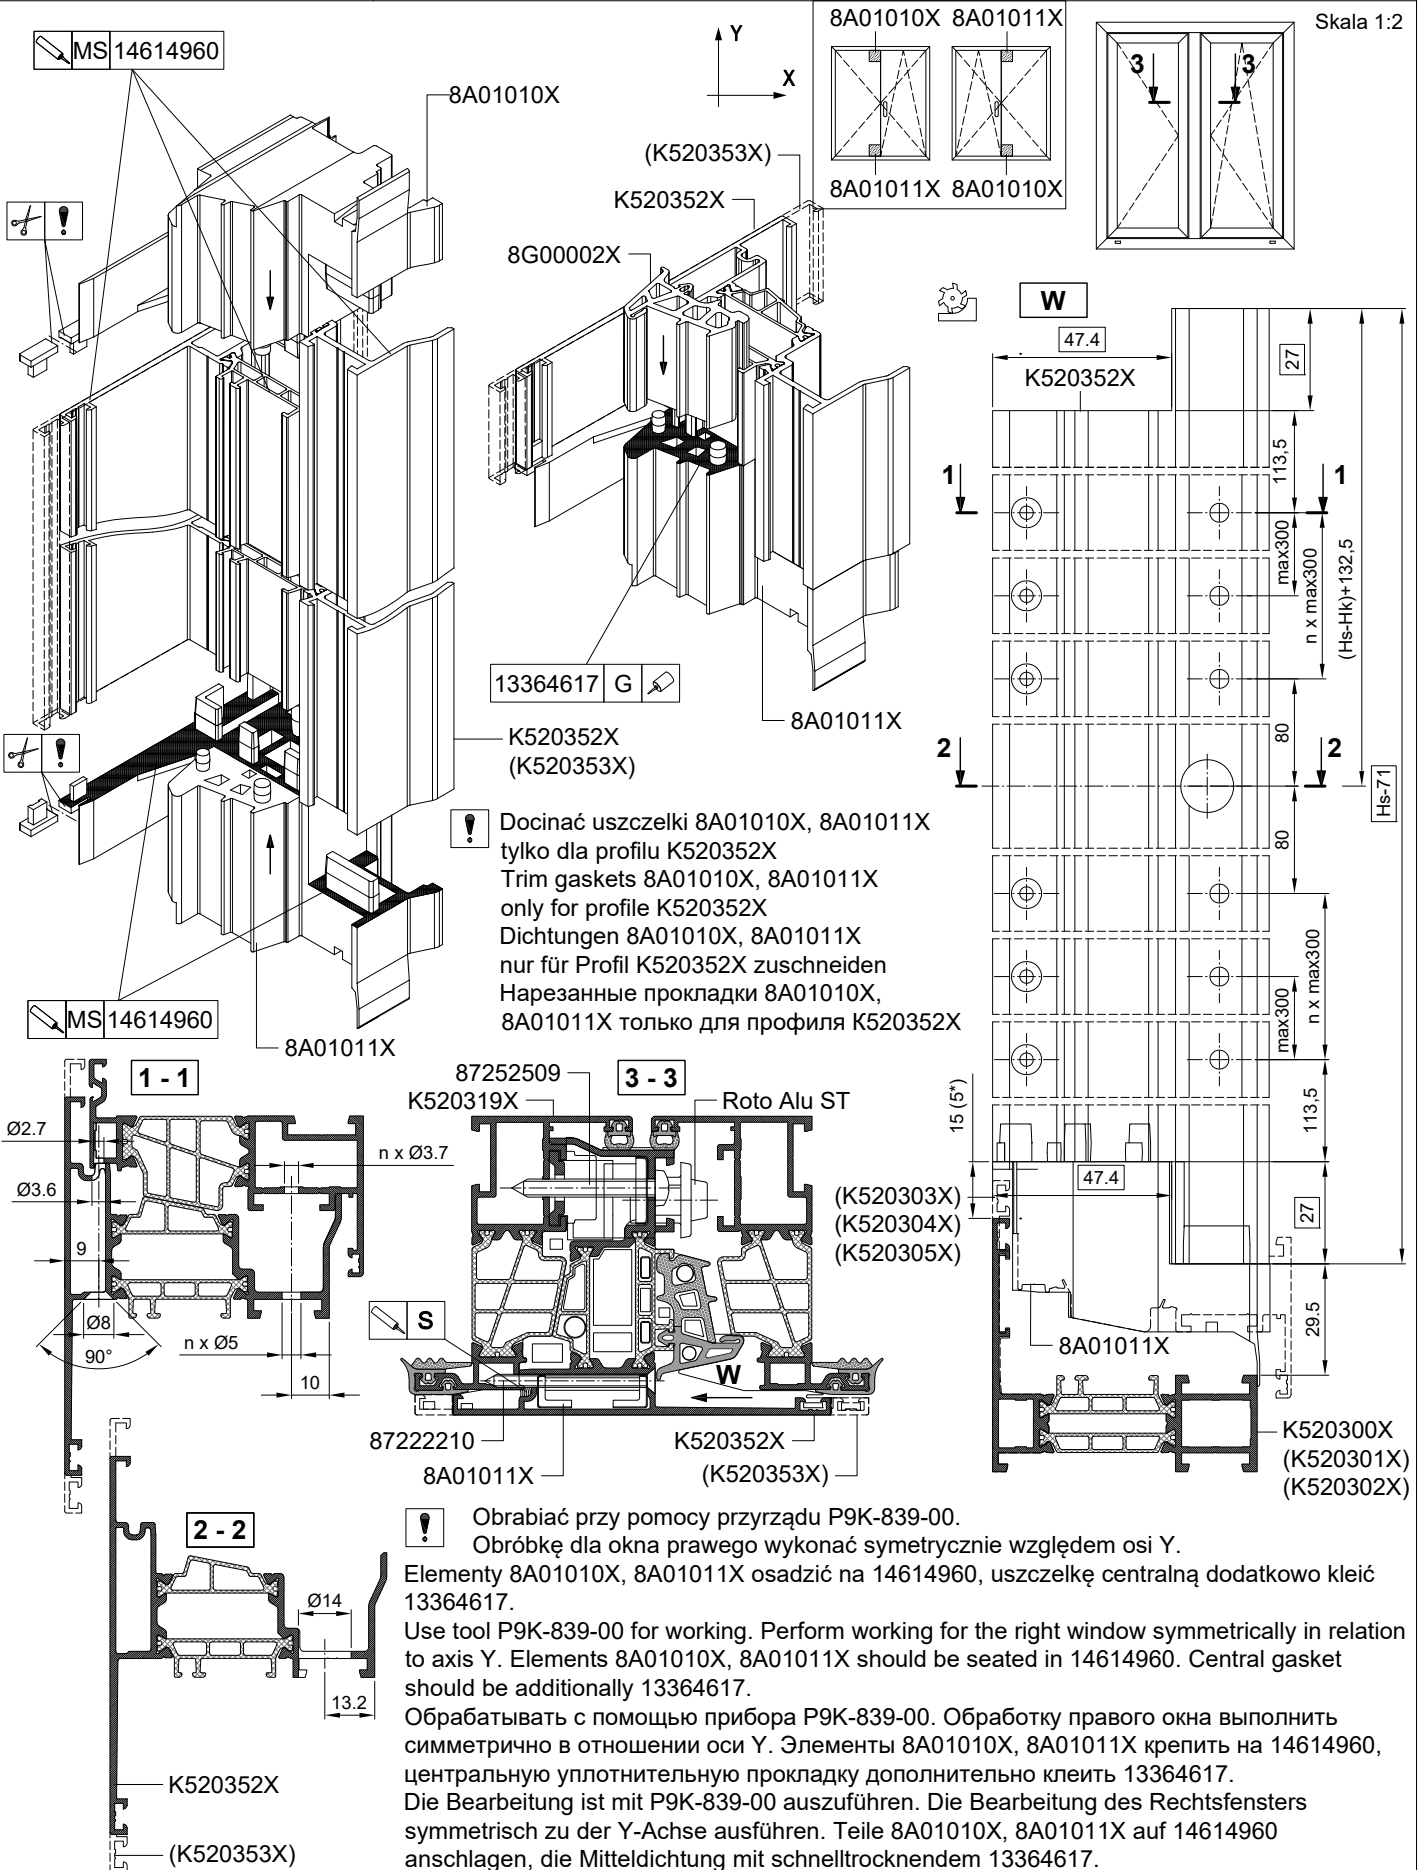 8A01010X 8A01011X
Skala 1:2
MS 14614960
Y
X
8A01010X
3 3
(K520353X)
K520352X
8A01011X 8A01010X
8G00002X
W
47.4
27
K520352X
113,5
1 1
max300
n x max300
(Hs-Hk)+132,5
13364617 G
8A01011X
80
K520352X
(K520353X)
2 2
Hs-71
80
Docinać uszczelki 8A01010X, 8A01011X
tylko dla profilu K520352X
Trim gaskets 8A01010X, 8A01011X
only for profile K520352X
Dichtungen 8A01010X, 8A01011X
nur für Profil K520352X zuschneiden
Нарезанные прокладки 8A01010X,
8A01011X только для профиля K520352X
n x max300
max300
MS 14614960
8A01011X
113,5
15 (5*)
1 - 1
87252509
3 - 3
K520319X
Roto Alu ST
Ø2.7
n x Ø3.7
Ø3.6
9
Ø8
90°
n x Ø5
10
S
W
47.4
(K520303X)
(K520304X)
(K520305X)
27
29.5
8A01011X
87222210
K520352X
8A01011X
(K520353X)
K520300X
(K520301X)
(K520302X)
2 - 2
Ø14
13.2
K520352X
(K520353X)
Obrabiać przy pomocy przyrządu P9K-839-00.
Obróbkę dla okna prawego wykonać symetrycznie względem osi Y.
Elementy 8A01010X, 8A01011X osadzić na 14614960, uszczelkę centralną dodatkowo kleić
13364617.
Use tool P9K-839-00 for working. Perform working for the right window symmetrically in relation
to axis Y. Elements 8A01010X, 8A01011X should be seated in 14614960. Central gasket
should be additionally 13364617.
Обрабатывать с помощью прибора P9K-839-00. Обработку правого окна выполнить
симметрично в отношении оси Y. Элементы 8A01010X, 8A01011X крепить на 14614960,
центральную уплотнительную прокладку дополнительно клеить 13364617.
Die Bearbeitung ist mit P9K-839-00 auszuführen. Die Bearbeitung des Rechtsfensters
symmetrisch zu der Y-Achse ausführen. Teile 8A01010X, 8A01011X auf 14614960
anschlagen, die Mitteldichtung mit schnelltrocknendem 13364617.